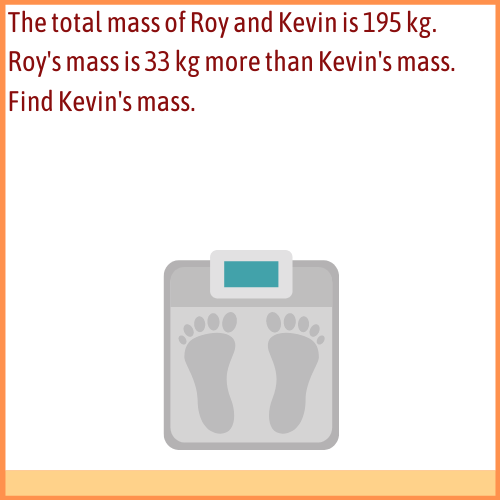 The total mass of Roy and Kevin is 195 kg.
Roy's mass is 33 kg more than Kevin's mass.
Find Kevin's mass.